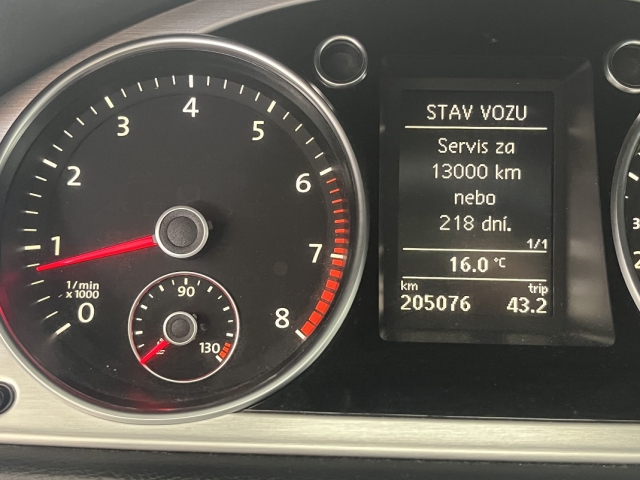 STAV VOZU
Servis za
13000 km
nebo
218 dní.
1/1
16.0 °C
km trip
205076 43.2
0
1
2
3
4
5
6
7
8
1/min
x 1000
90
130